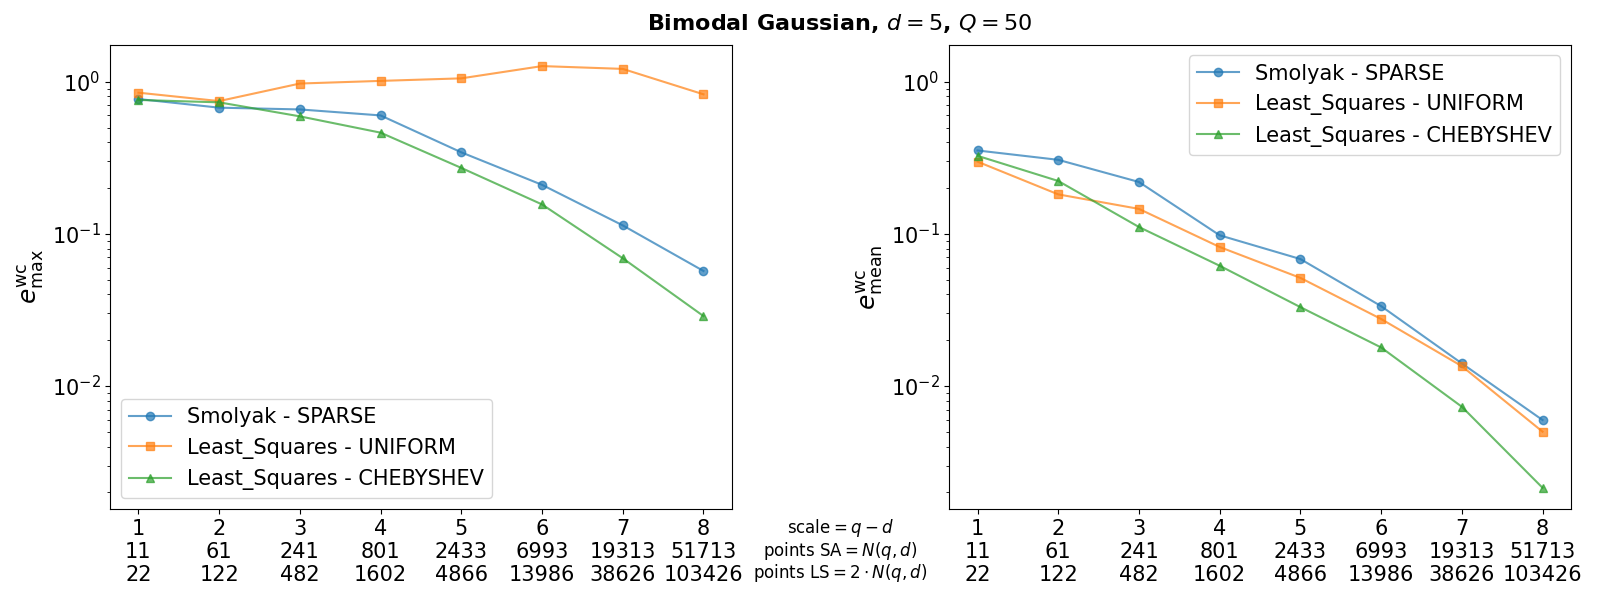 Bimodal Gaussian, d = 5, Q = 50
10⁰
10⁻¹
10⁻²
e^wc_max
Smolyak - SPARSE
Least_Squares - UNIFORM
Least_Squares - CHEBYSHEV
1 2 3 4 5 6 7 8
11 61 241 801 2433 6993 19313 51713
22 122 482 1602 4866 13986 38626 103426
scale = q − d
points SA = N(q, d)
points LS = 2 · N(q, d)
10⁰
10⁻¹
10⁻²
e^wc_mean
Smolyak - SPARSE
Least_Squares - UNIFORM
Least_Squares - CHEBYSHEV
1 2 3 4 5 6 7 8
11 61 241 801 2433 6993 19313 51713
22 122 482 1602 4866 13986 38626 103426